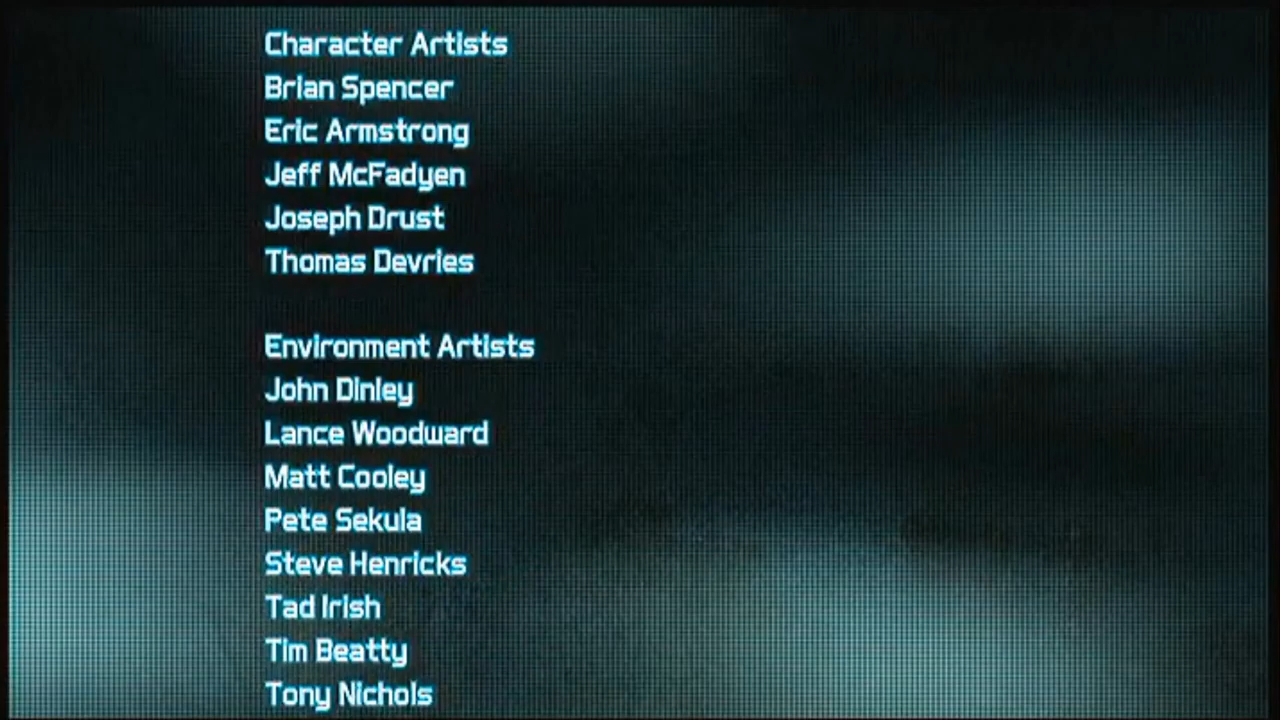 Character Artists
Brian Spencer
Eric Armstrong
Jeff McFadyen
Joseph Drust
Thomas Devries
Environment Artists
John Dinley
Lance Woodward
Matt Cooley
Pete Sekula
Steve Henricks
Tad Irish
Tim Beatty
Tony Nichols